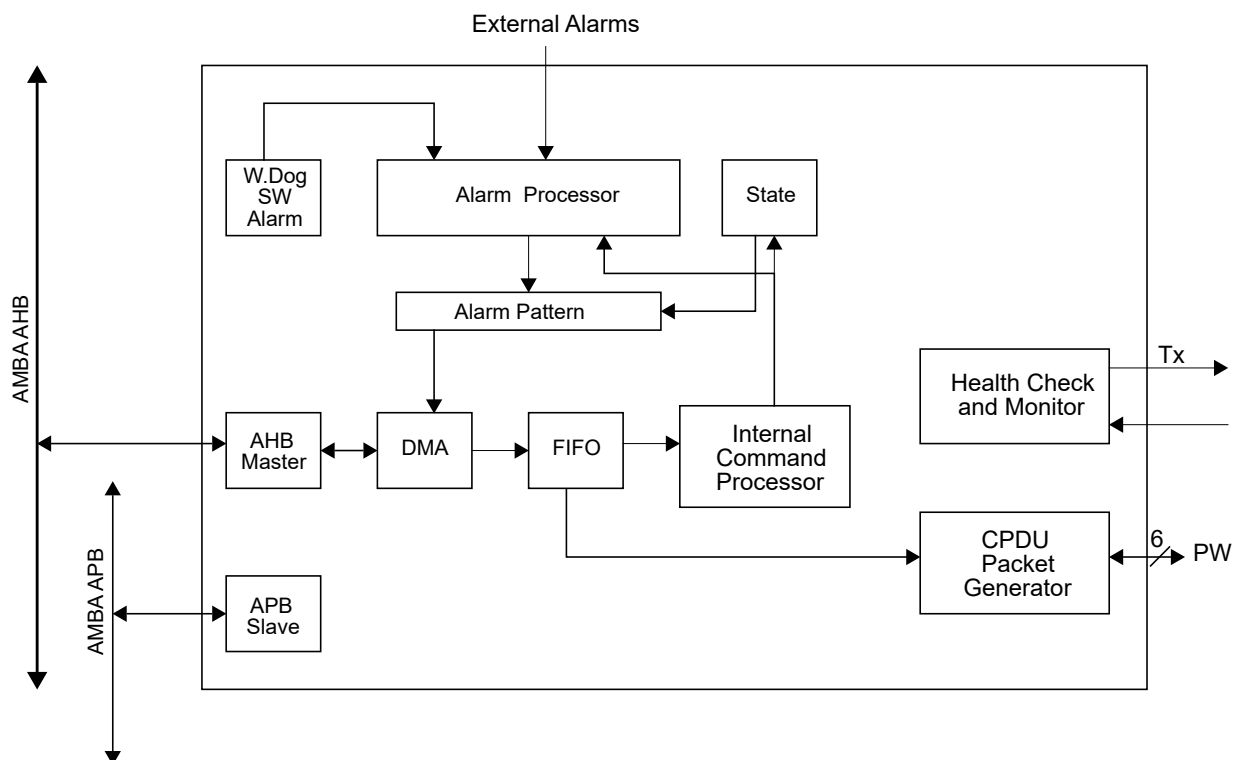 External Alarms
W.Dog
SW
Alarm
Alarm Processor
State
Alarm Pattern
AMBA AHB
Health Check
and Monitor
Tx
AHB
Master
DMA
FIFO
Internal
Command
Processor
AMBA APB
APB
Slave
CPDU
Packet
Generator
6
PW